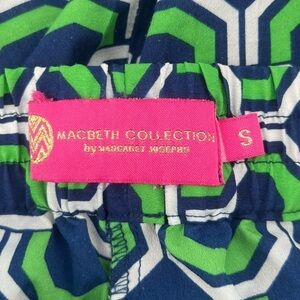 MACBETH COLLECTION
by MARGARET JOSEPHS
S